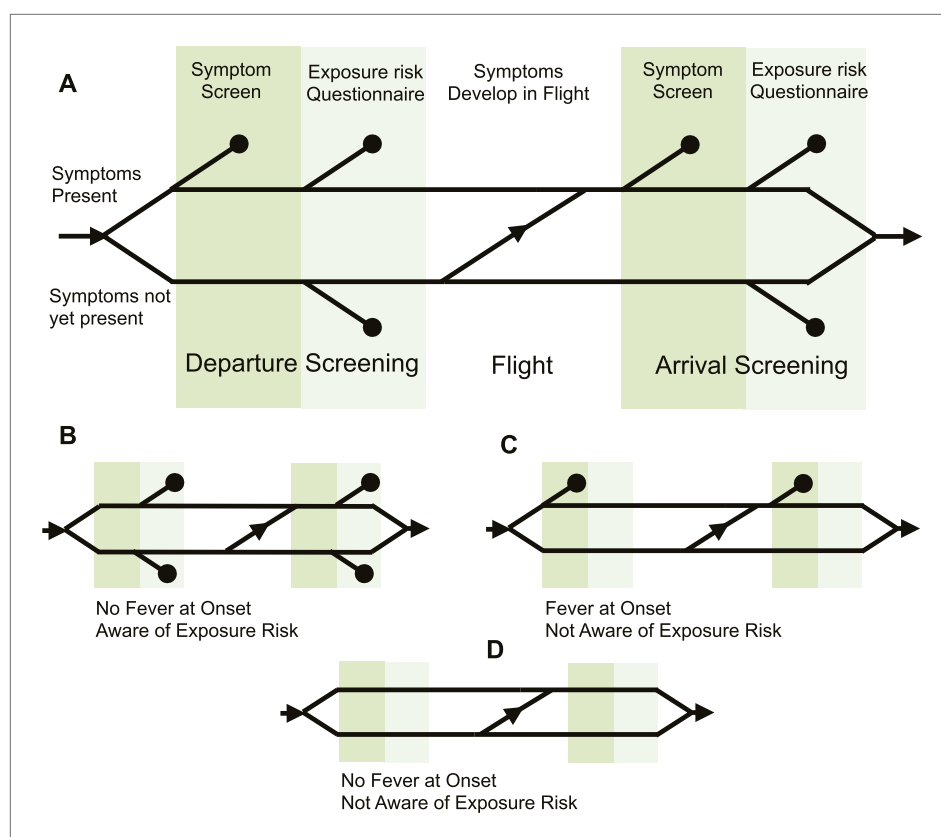 A
Symptom
Screen
Exposure risk
Questionnaire
Symptoms
Develop in Flight
Symptom
Screen
Exposure risk
Questionnaire
Symptoms
Present
Symptoms not
yet present
Departure Screening
Flight
Arrival Screening
B
No Fever at Onset
Aware of Exposure Risk
C
Fever at Onset
Not Aware of Exposure Risk
D
No Fever at Onset
Not Aware of Exposure Risk